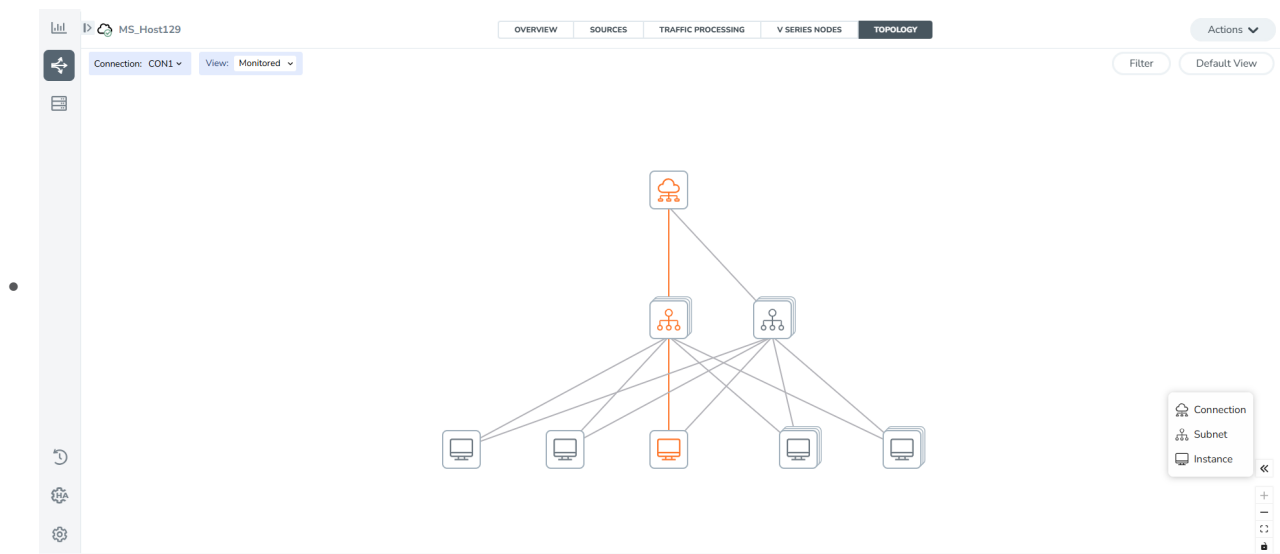 MS_Host129
OVERVIEW
SOURCES
TRAFFIC PROCESSING
V SERIES NODES
TOPOLOGY
Actions
Connection: CON1
View: Monitored
Filter
Default View
Connection
Subnet
Instance
HA